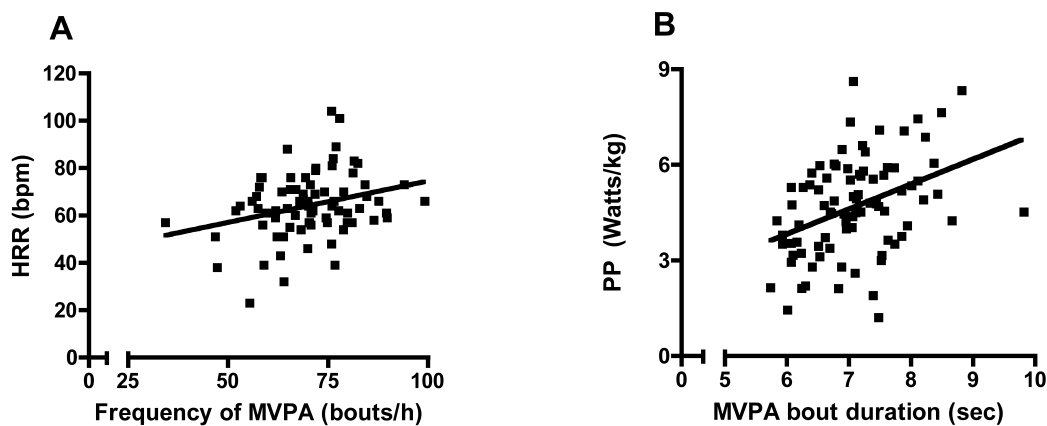 A
HRR (bpm)
120
100
80
60
40
20
0
0 25 50 75 100
Frequency of MVPA (bouts/h)
B
PP (Watts/kg)
9
6
3
0
0 5 6 7 8 9 10
MVPA bout duration (sec)